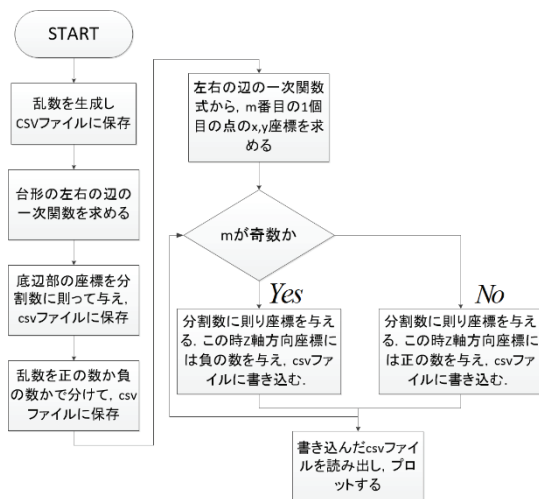 START
乱数を生成し
CSVファイルに保存
台形の左右の辺の
一次関数を求める
底辺部の座標を分
割数に則って与え,
csvファイルに保存
乱数を正の数か負
の数かで分けて, csv
ファイルに保存
左右の辺の一次関数
式から, m番目の1個
目の点のx,y座標を求
める
mが奇数か
Yes
No
分割数に則り座標を与え
る. この時Z軸方向座標に
は負の数を与え, csvファ
イルに書き込む.
分割数に則り座標を与え
る. この時Z軸方向座標に
は正の数を与え, csvファ
イルに書き込む.
書き込んだcsvファイ
ルを読み出し, プロ
ットする